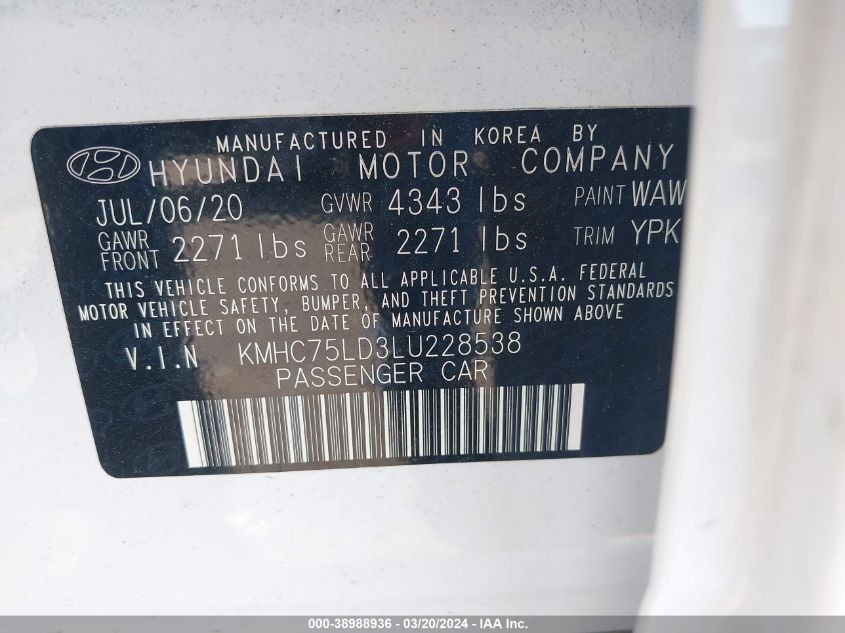 MANUFACTURED IN KOREA BY
HYUNDAI MOTOR COMPANY
JUL/06/20 GVWR 4343 lbs PAINT WAW
GAWR FRONT 2271 lbs GAWR REAR 2271 lbs TRIM YPK
THIS VEHICLE CONFORMS TO ALL APPLICABLE U.S.A. FEDERAL
MOTOR VEHICLE SAFETY, BUMPER, AND THEFT PREVENTION STANDARDS
IN EFFECT ON THE DATE OF MANUFACTURE SHOWN ABOVE
V.I.N KMHC75LD3LU228538
PASSENGER CAR
000-38988936 - 03/20/2024 - IAA Inc.